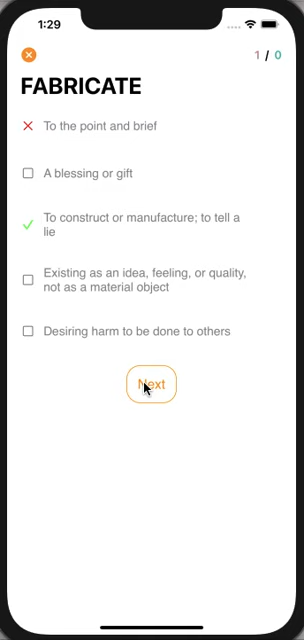 1:29
1 / 0
FABRICATE
To the point and brief
A blessing or gift
To construct or manufacture; to tell a
lie
Existing as an idea, feeling, or quality,
not as a material object
Desiring harm to be done to others
Next